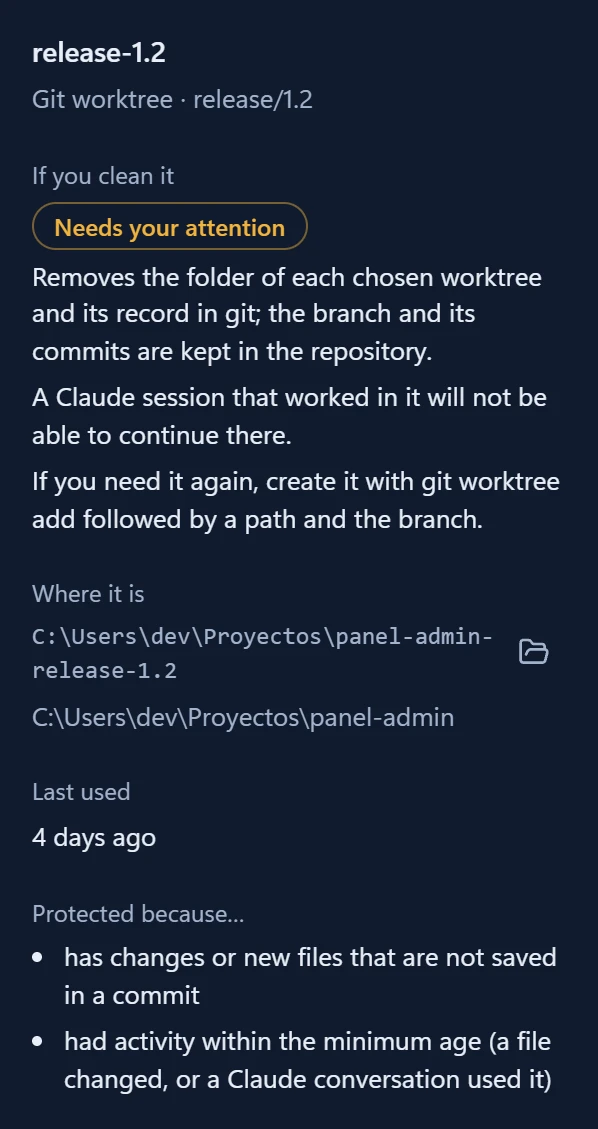 release-1.2
Git worktree · release/1.2
If you clean it
Needs your attention
Removes the folder of each chosen worktree
and its record in git; the branch and its
commits are kept in the repository.
A Claude session that worked in it will not be
able to continue there.
If you need it again, create it with git worktree
add followed by a path and the branch.
Where it is
C:\Users\dev\Proyectos\panel-admin-
release-1.2
C:\Users\dev\Proyectos\panel-admin
Last used
4 days ago
Protected because...
• has changes or new files that are not saved
in a commit
• had activity within the minimum age (a file
changed, or a Claude conversation used it)